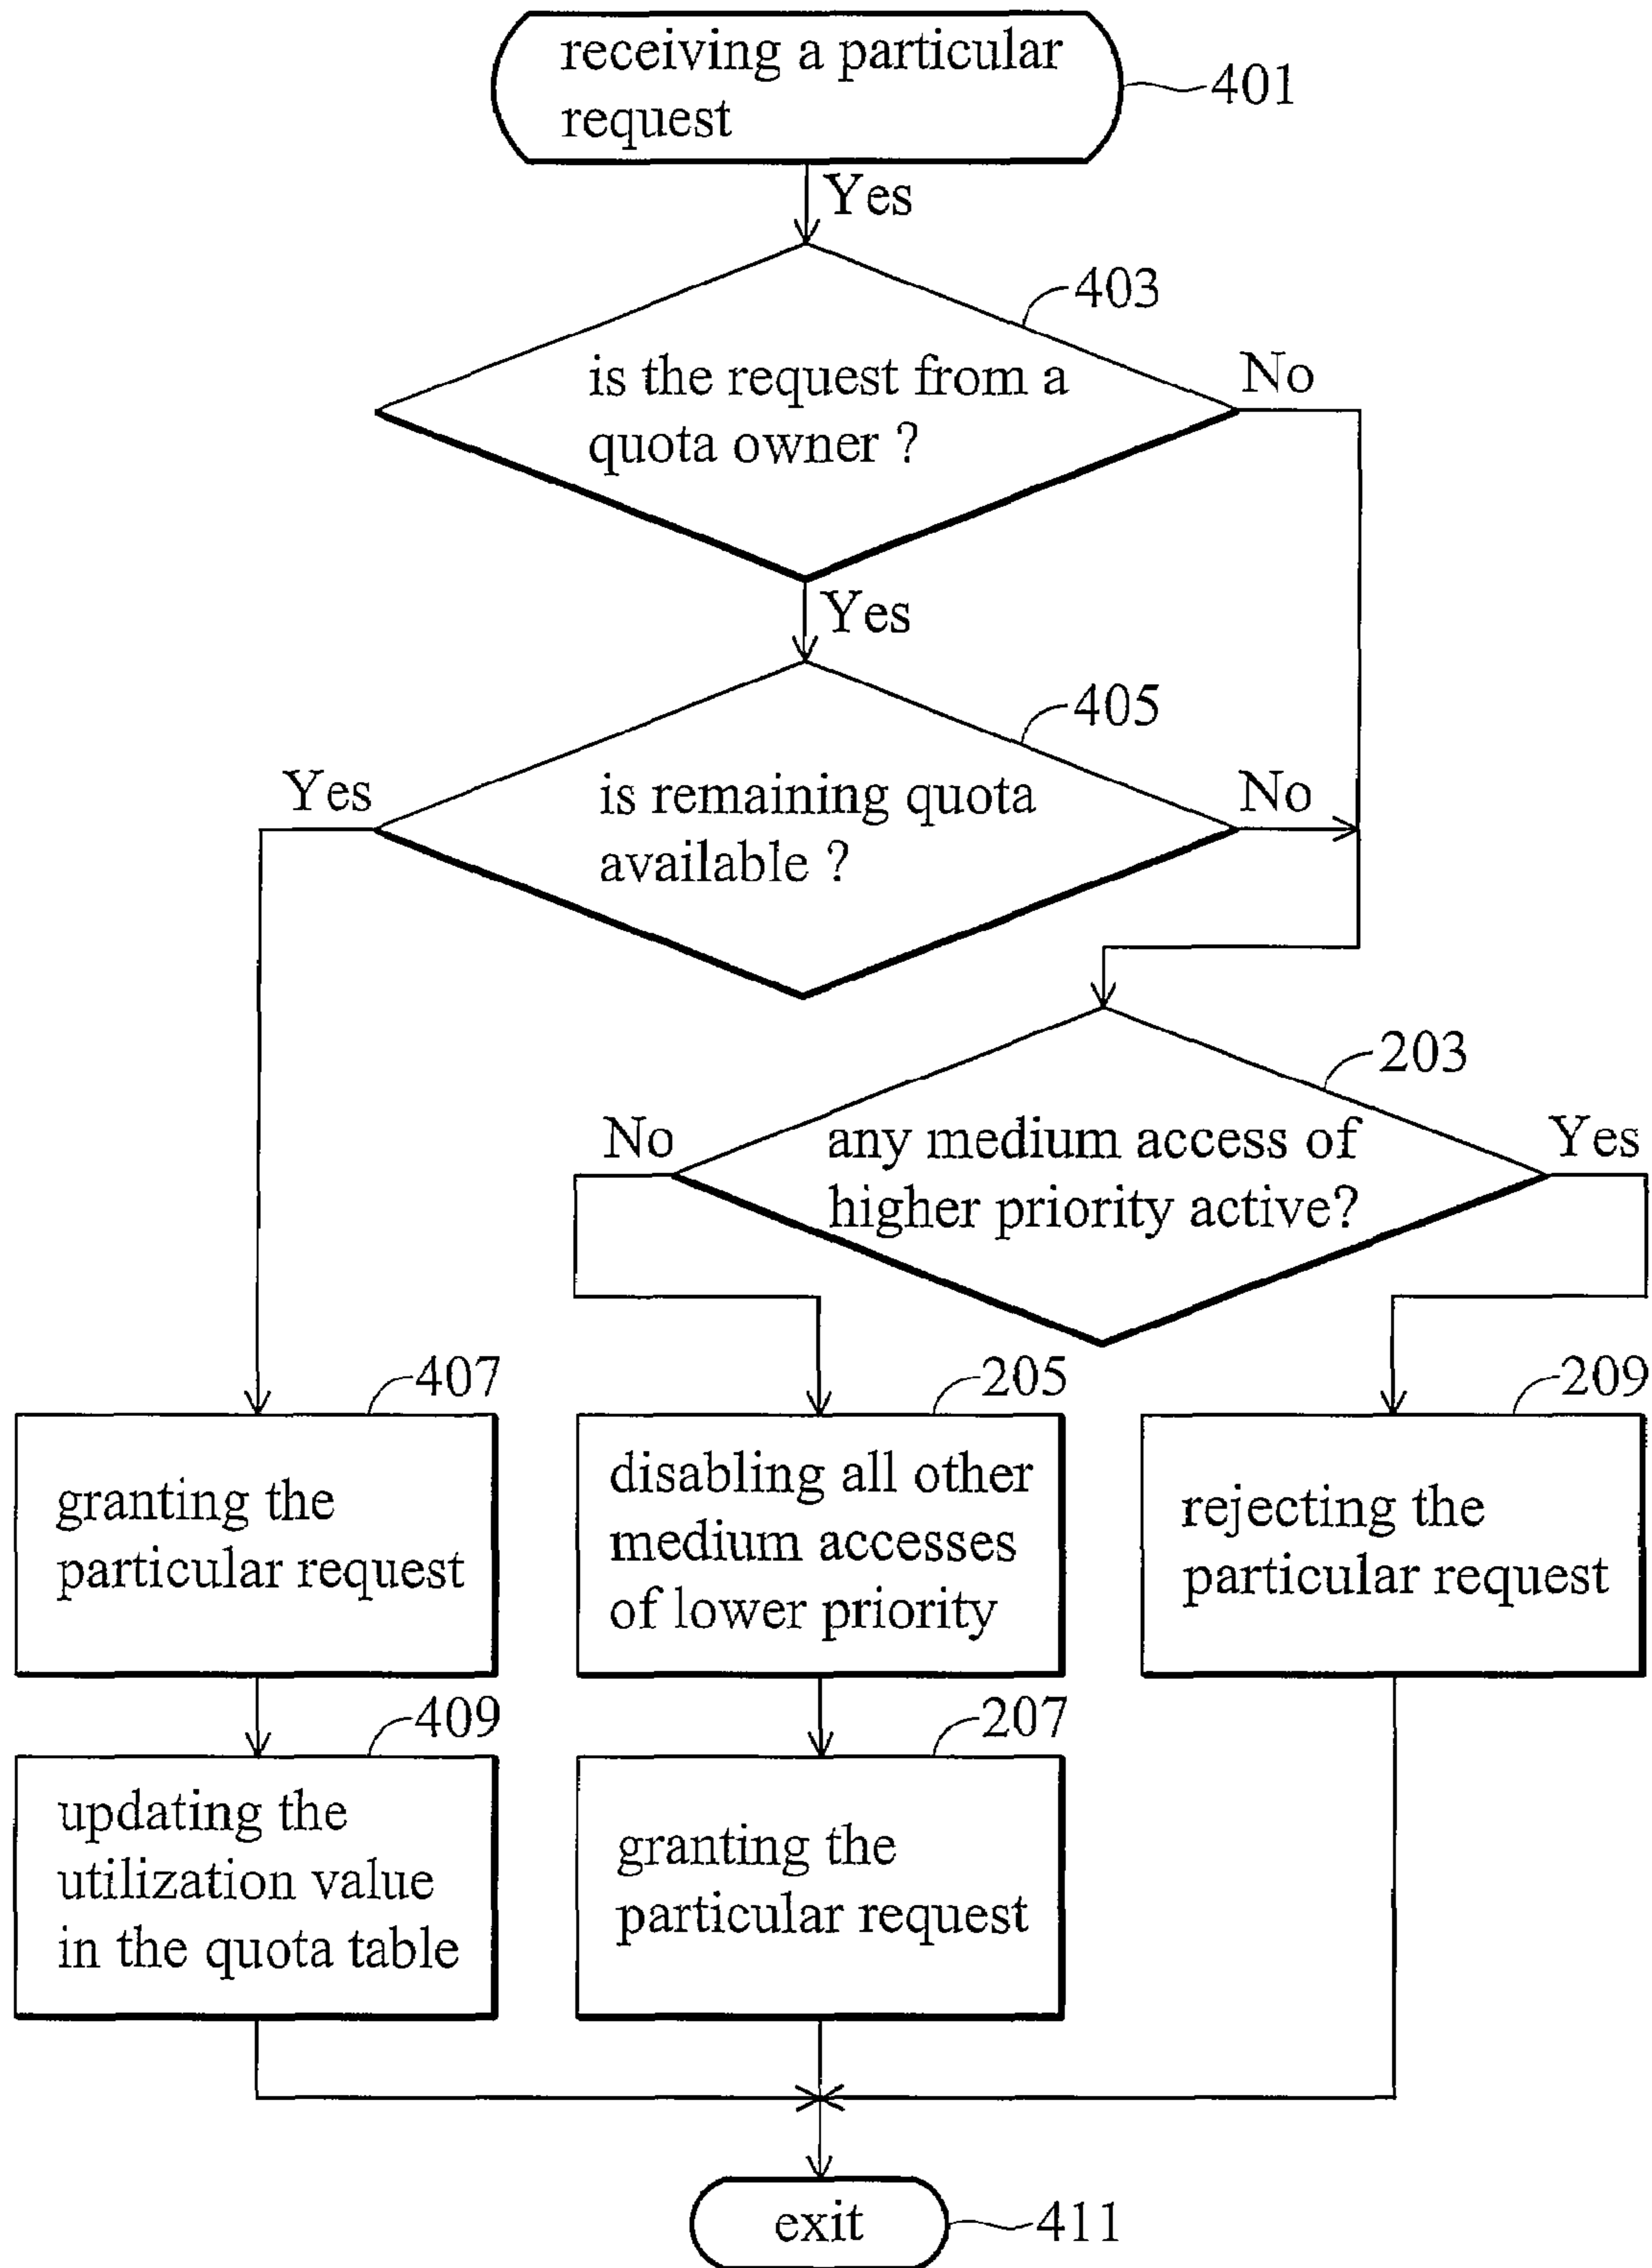 receiving a particular
request
401
Yes
403
is the request from a
quota owner ?
No
Yes
405
Yes
is remaining quota
available ?
No
203
No
any medium access of
higher priority active?
Yes
407
205
209
granting the
particular request
disabling all other
medium accesses
of lower priority
rejecting the
particular request
409
207
updating the
utilization value
in the quota table
granting the
particular request
exit
411